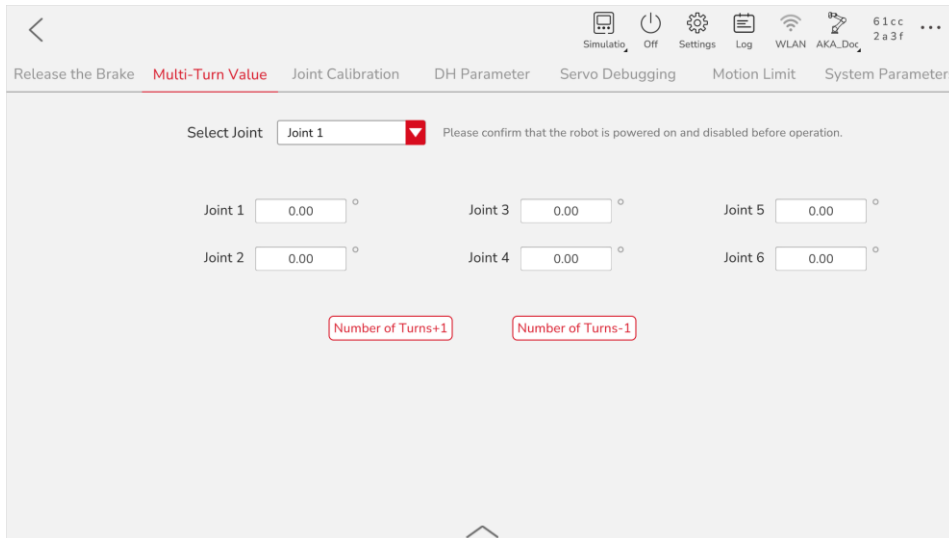 Simulatio Off Settings Log WLAN AKA_Doc 61cc
2a3f
Release the Brake Multi-Turn Value Joint Calibration DH Parameter Servo Debugging Motion Limit System Parameter
Select Joint Joint 1 Please confirm that the robot is powered on and disabled before operation.
Joint 1 0.00 ° Joint 3 0.00 ° Joint 5 0.00 °
Joint 2 0.00 ° Joint 4 0.00 ° Joint 6 0.00 °
Number of Turns+1 Number of Turns-1